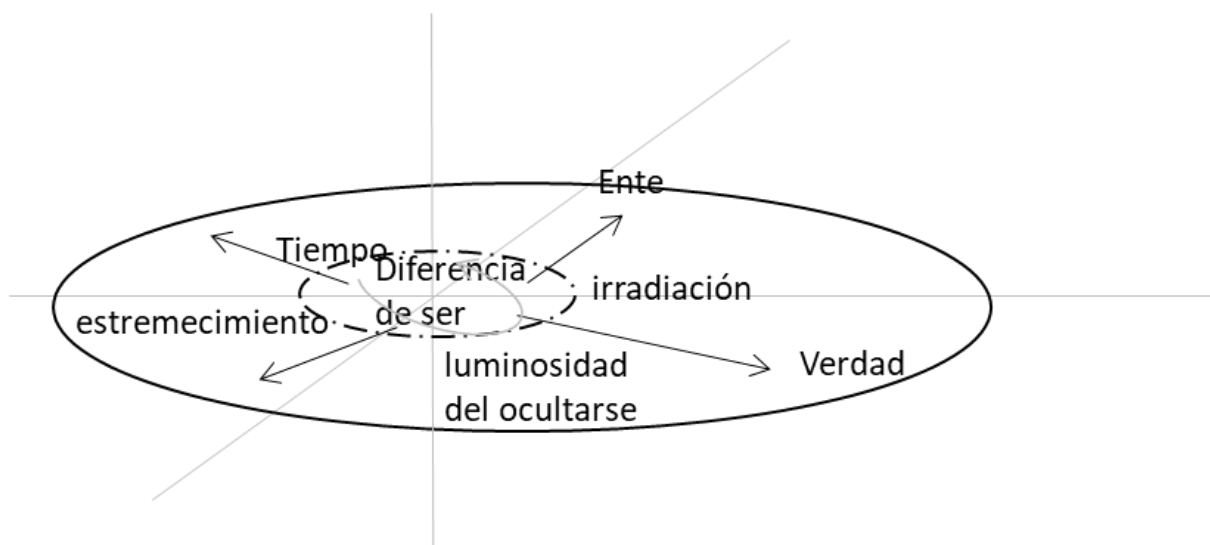 Ente
Tiempo
Diferencia
de ser
irradiación
estremecimiento
luminosidad
del ocultarse
Verdad